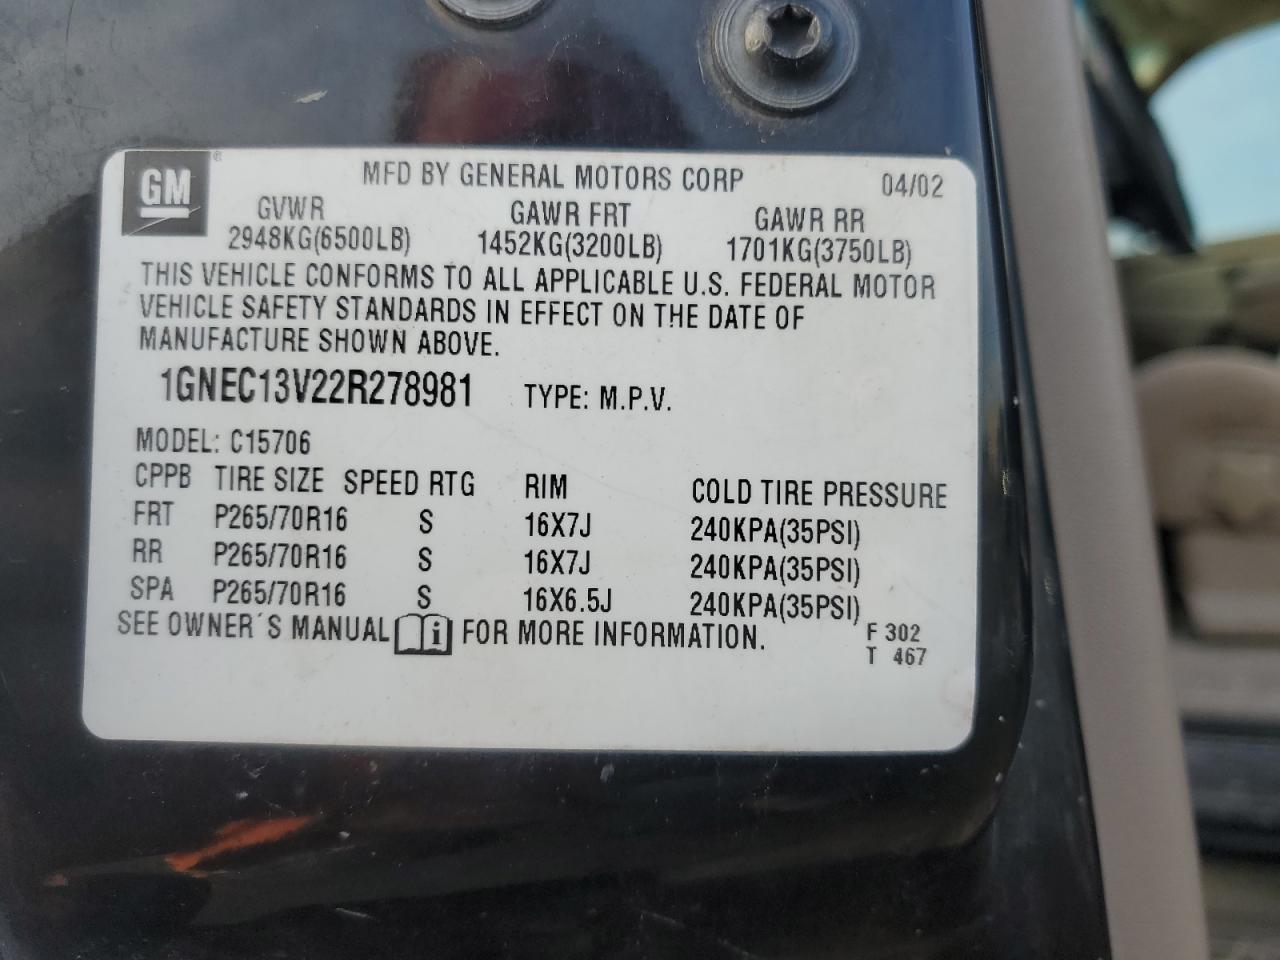 GM®
MFD BY GENERAL MOTORS CORP 04/02
GVWR GAWR FRT GAWR RR
2948KG(6500LB) 1452KG(3200LB) 1701KG(3750LB)
THIS VEHICLE CONFORMS TO ALL APPLICABLE U.S. FEDERAL MOTOR
VEHICLE SAFETY STANDARDS IN EFFECT ON THE DATE OF
MANUFACTURE SHOWN ABOVE.
1GNEC13V22R278981 TYPE: M.P.V.
MODEL: C15706
CPPB TIRE SIZE SPEED RTG RIM COLD TIRE PRESSURE
FRT P265/70R16 S 16X7J 240KPA(35PSI)
RR P265/70R16 S 16X7J 240KPA(35PSI)
SPA P265/70R16 S 16X6.5J 240KPA(35PSI)
SEE OWNER´S MANUAL i FOR MORE INFORMATION.
F 302
T 467